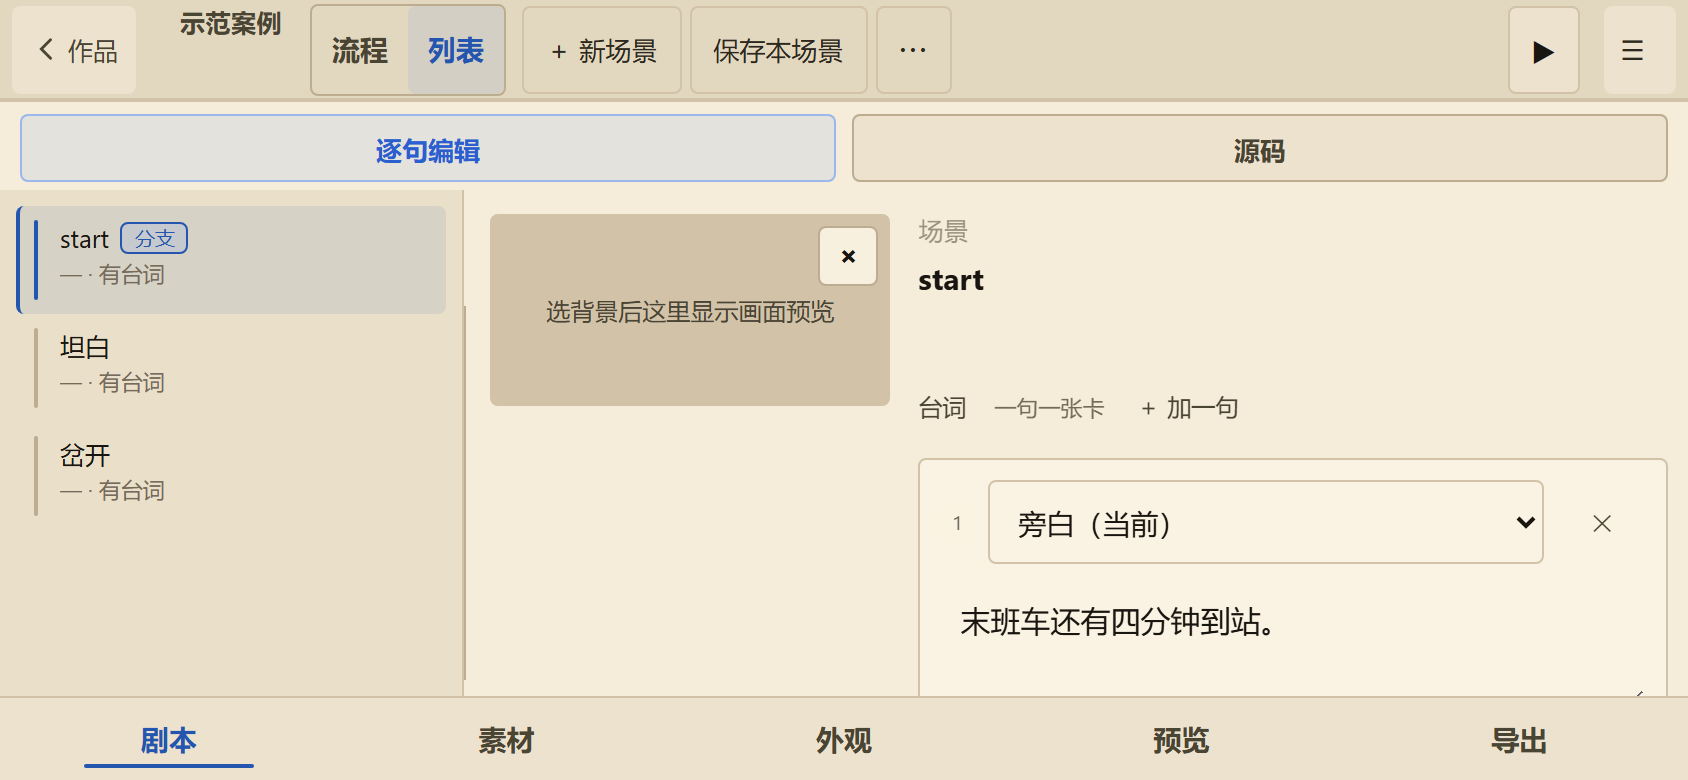 作品
示范案例
流程
列表
+ 新场景
保存本场景
···
逐句编辑
源码
start 分支
— · 有台词
坦白
— · 有台词
岔开
— · 有台词
选背景后这里显示画面预览
场景
start
台词 一句一张卡 + 加一句
1 旁白（当前）
末班车还有四分钟到站。
剧本
素材
外观
预览
导出